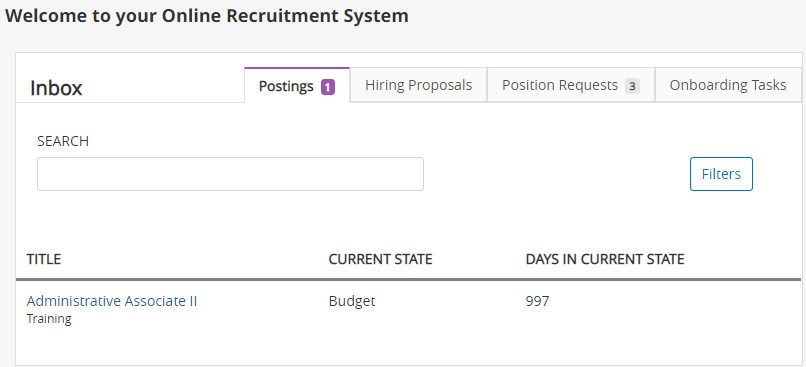 Welcome to your Online Recruitment System
Inbox
Postings 1
Hiring Proposals
Position Requests 3
Onboarding Tasks
SEARCH
Filters
TITLE CURRENT STATE DAYS IN CURRENT STATE
Administrative Associate II Budget 997
Training